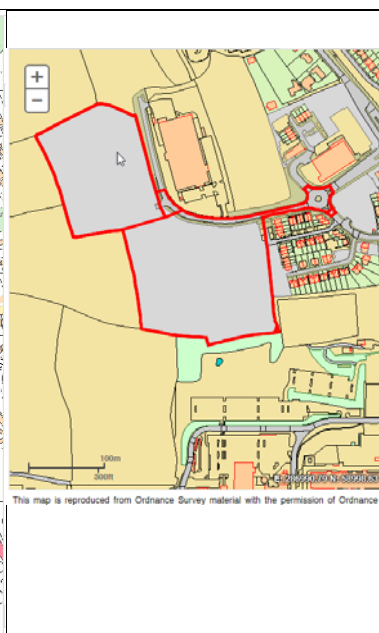 +
−
100m
300ft
This map is reproduced from Ordnance Survey material with the permission of Ordnance